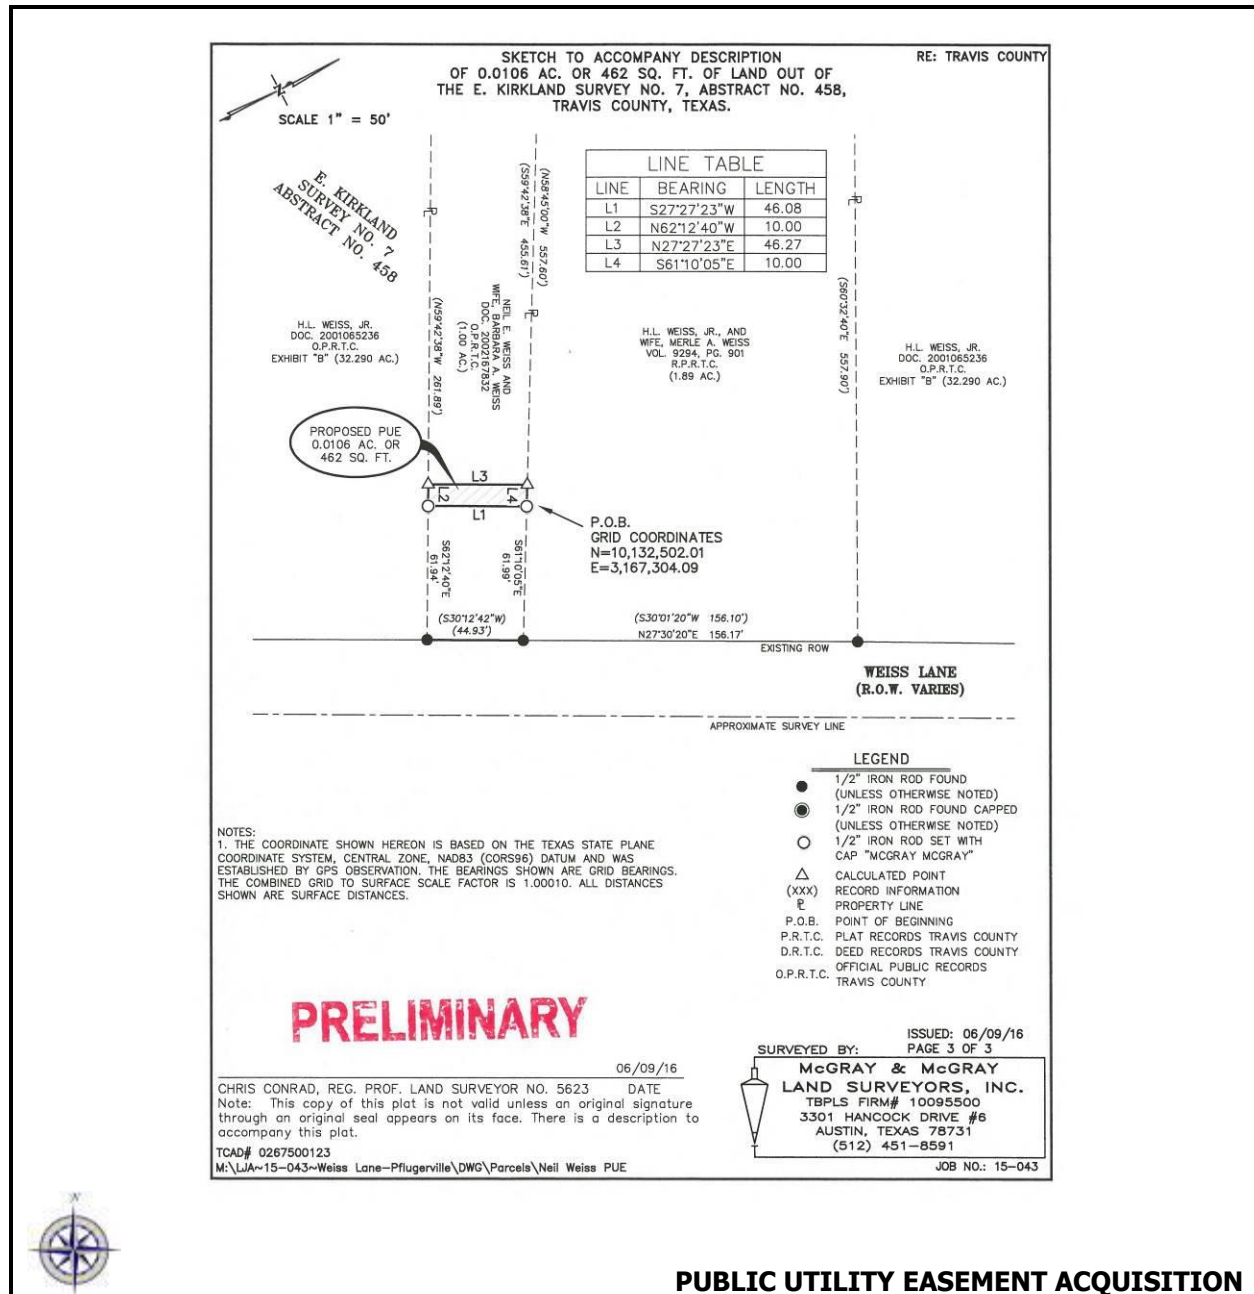 SKETCH TO ACCOMPANY DESCRIPTION
OF 0.0106 AC. OR 462 SQ. FT. OF LAND OUT OF
THE E. KIRKLAND SURVEY NO. 7, ABSTRACT NO. 458,
TRAVIS COUNTY, TEXAS.
RE: TRAVIS COUNTY
N
SCALE 1" = 50'
E. KIRKLAND
SURVEY NO. 7
ABSTRACT NO. 458
LINE TABLE
LINE BEARING LENGTH
L1 S27°27'23"W 46.08
L2 N62°12'40"W 10.00
L3 N27°27'23"E 46.27
L4 S61°10'05"E 10.00
(N58°45'00"W 557.60')
(S59°42'38"E 455.61')
(N59°42'38"W 261.89')
(S60°32'40"E 557.90')
NEIL E. WEISS AND
WIFE, BARBARA A. WEISS
DOC. 2002167832
O.P.R.T.C.
(1.00 AC.)
H.L. WEISS, JR.
DOC. 2001065236
O.P.R.T.C.
EXHIBIT "B" (32.290 AC.)
H.L. WEISS, JR., AND
WIFE, MERLE A. WEISS
VOL. 9294, PG. 901
R.P.R.T.C.
(1.89 AC.)
H.L. WEISS, JR.
DOC. 2001065236
O.P.R.T.C.
EXHIBIT "B" (32.290 AC.)
PROPOSED PUE
0.0106 AC. OR
462 SQ. FT.
L3
L2
L4
L1
P.O.B.
GRID COORDINATES
N=10,132,502.01
E=3,167,304.09
S62°12'40"E
61.94'
S61°10'05"E
61.99'
(S30°12'42"W)
(44.93')
(S30°01'20"W 156.10')
N27°30'20"E 156.17'
EXISTING ROW
WEISS LANE
(R.O.W. VARIES)
APPROXIMATE SURVEY LINE
LEGEND
1/2" IRON ROD FOUND
(UNLESS OTHERWISE NOTED)
1/2" IRON ROD FOUND CAPPED
(UNLESS OTHERWISE NOTED)
1/2" IRON ROD SET WITH
CAP "MCGRAY MCGRAY"
CALCULATED POINT
(XXX) RECORD INFORMATION
PROPERTY LINE
P.O.B. POINT OF BEGINNING
P.R.T.C. PLAT RECORDS TRAVIS COUNTY
D.R.T.C. DEED RECORDS TRAVIS COUNTY
O.P.R.T.C. OFFICIAL PUBLIC RECORDS
TRAVIS COUNTY
NOTES:
1. THE COORDINATE SHOWN HEREON IS BASED ON THE TEXAS STATE PLANE
COORDINATE SYSTEM, CENTRAL ZONE, NAD83 (CORS96) DATUM AND WAS
ESTABLISHED BY GPS OBSERVATION. THE BEARINGS SHOWN ARE GRID BEARINGS.
THE COMBINED GRID TO SURFACE SCALE FACTOR IS 1.00010. ALL DISTANCES
SHOWN ARE SURFACE DISTANCES.
PRELIMINARY
06/09/16
CHRIS CONRAD, REG. PROF. LAND SURVEYOR NO. 5623 DATE
Note: This copy of this plat is not valid unless an original signature
through an original seal appears on its face. There is a description to
accompany this plat.
TCAD# 0267500123
M:\LJA~15-043~Weiss Lane-Pflugerville\DWG\Parcels\Neil Weiss PUE
ISSUED: 06/09/16
SURVEYED BY: PAGE 3 OF 3
McGRAY & McGRAY
LAND SURVEYORS, INC.
TBPLS FIRM# 10095500
3301 HANCOCK DRIVE #6
AUSTIN, TEXAS 78731
(512) 451-8591
JOB NO.: 15-043
N
PUBLIC UTILITY EASEMENT ACQUISITION